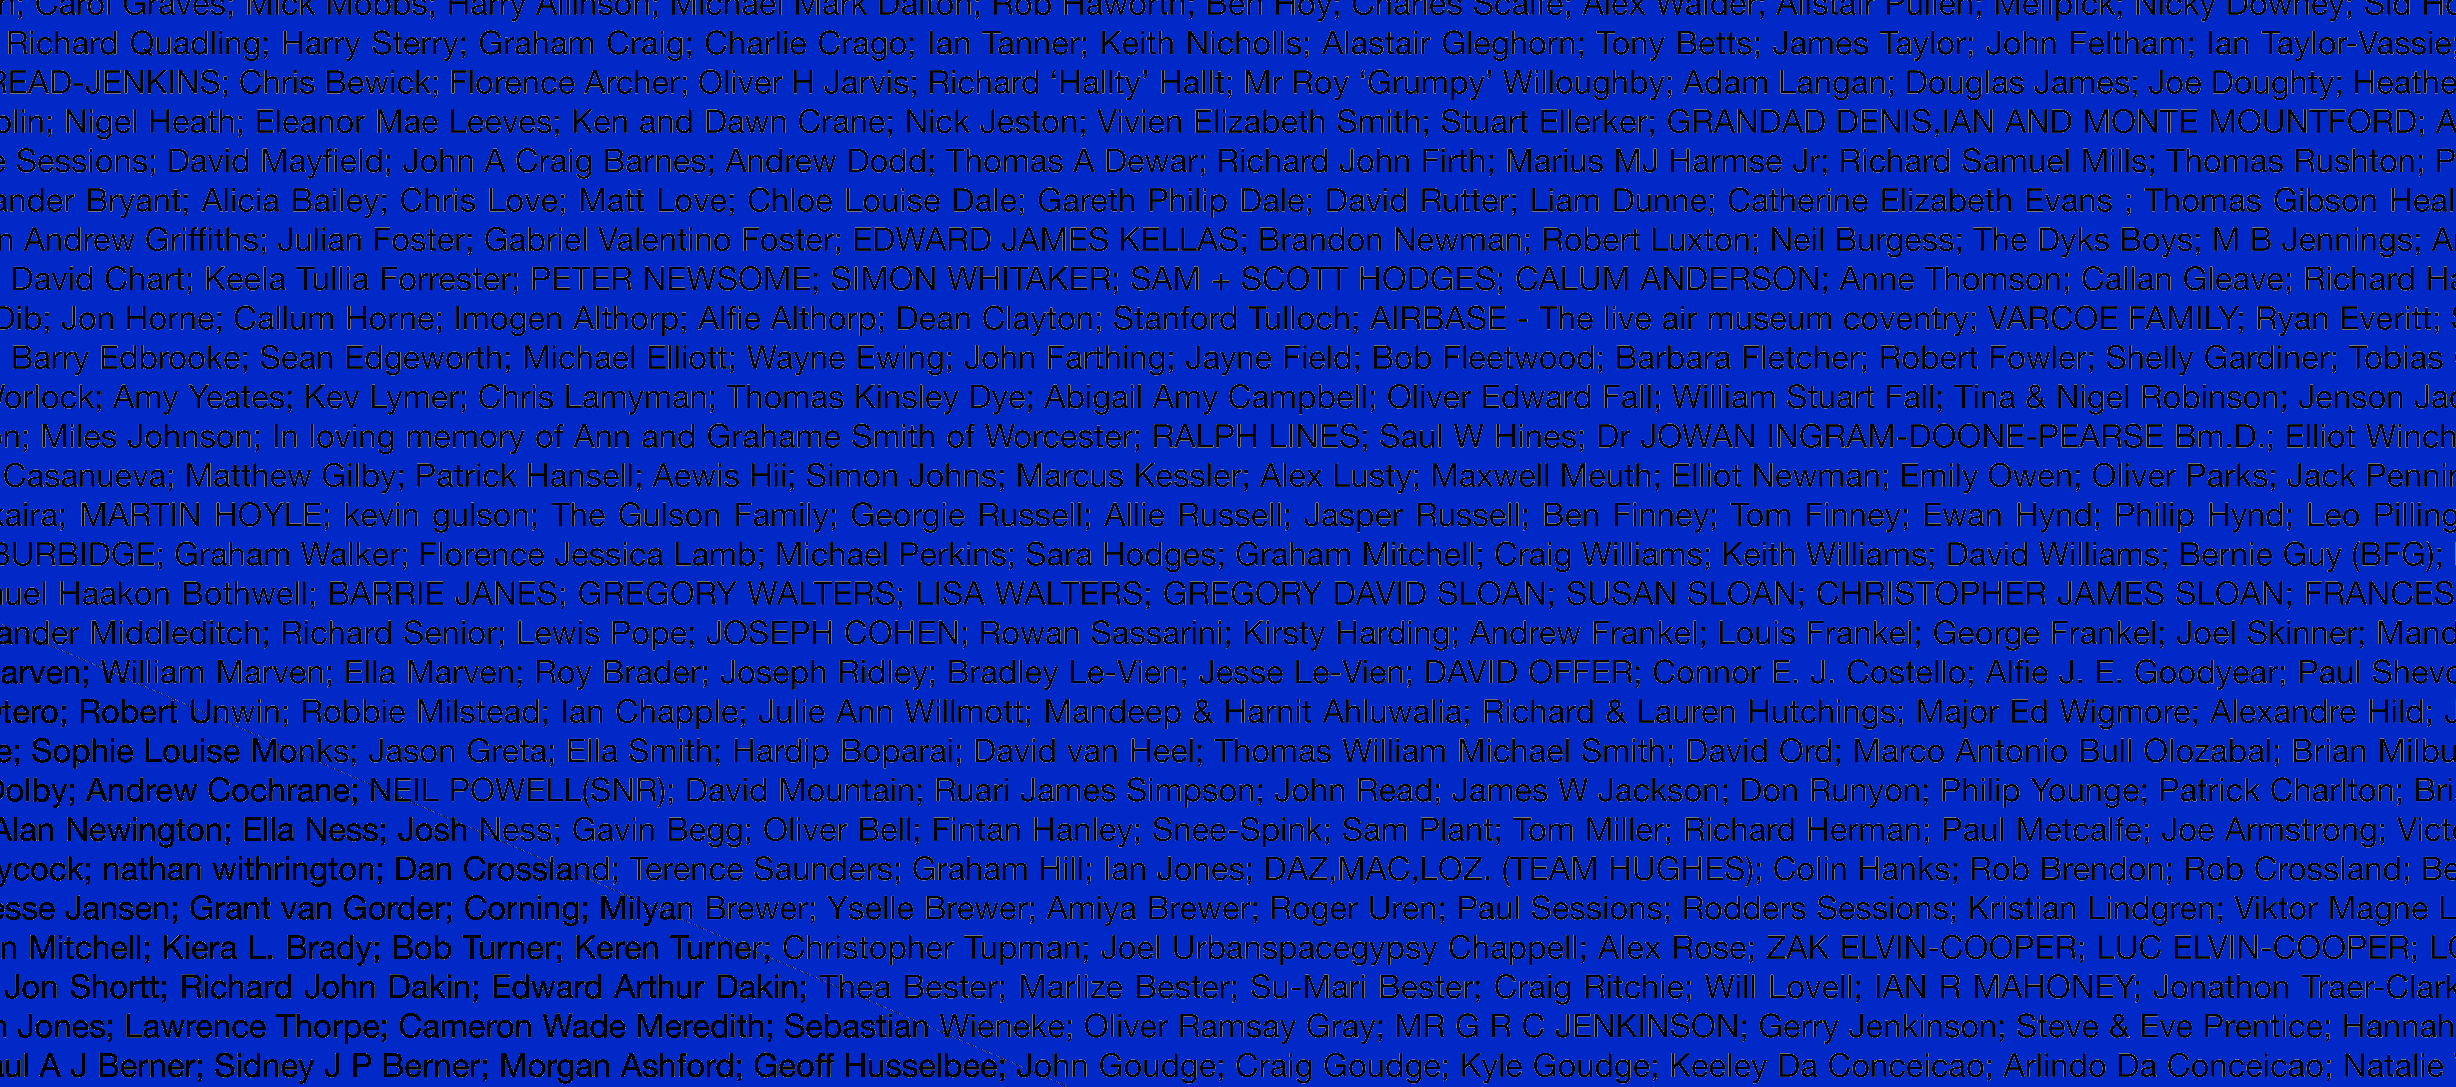 Carol Graves; Mick Mobbs; Harry Allinson; Michael Mark Dalton; Rob Haworth; Ben Hoy; Charles Scaife; Alex Walder; Alistair Pullen; Mellpick; Nicky Downey; Sid
Richard Quadling; Harry Sterry; Graham Craig; Charlie Crago; Ian Tanner; Keith Nicholls; Alastair Gleghorn; Tony Betts; James Taylor; John Feltham; Ian Taylor-Vassie
READ-JENKINS; Chris Bewick; Florence Archer; Oliver H Jarvis; Richard ‘Hallty’ Hallt; Mr Roy ‘Grumpy’ Willoughby; Adam Langan; Douglas James; Joe Doughty; Heathe
olin; Nigel Heath; Eleanor Mae Leeves; Ken and Dawn Crane; Nick Jeston; Vivien Elizabeth Smith; Stuart Ellerker; GRANDAD DENIS,IAN AND MONTE MOUNTFORD; A
e Sessions; David Mayfield; John A Craig Barnes; Andrew Dodd; Thomas A Dewar; Richard John Firth; Marius MJ Harmse Jr; Richard Samuel Mills; Thomas Rushton; P
ander Bryant; Alicia Bailey; Chris Love; Matt Love; Chloe Louise Dale; Gareth Philip Dale; David Rutter; Liam Dunne; Catherine Elizabeth Evans ; Thomas Gibson Heal
n Andrew Griffiths; Julian Foster; Gabriel Valentino Foster; EDWARD JAMES KELLAS; Brandon Newman; Robert Luxton; Neil Burgess; The Dyks Boys; M B Jennings; A
David Chart; Keela Tullia Forrester; PETER NEWSOME; SIMON WHITAKER; SAM + SCOTT HODGES; CALUM ANDERSON; Anne Thomson; Callan Gleave; Richard Ha
Dib; Jon Horne; Callum Horne; Imogen Althorp; Alfie Althorp; Dean Clayton; Stanford Tulloch; AIRBASE - The live air museum coventry; VARCOE FAMILY; Ryan Everitt;
Barry Edbrooke; Sean Edgeworth; Michael Elliott; Wayne Ewing; John Farthing; Jayne Field; Bob Fleetwood; Barbara Fletcher; Robert Fowler; Shelly Gardiner; Tobias
Vorlock; Amy Yeates; Kev Lymer; Chris Lamyman; Thomas Kinsley Dye; Abigail Amy Campbell; Oliver Edward Fall; William Stuart Fall; Tina & Nigel Robinson; Jenson Jac
on; Miles Johnson; In loving memory of Ann and Grahame Smith of Worcester; RALPH LINES; Saul W Hines; Dr JOWAN INGRAM-DOONE-PEARSE Bm.D.; Elliot Winch
Casanueva; Matthew Gilby; Patrick Hansell; Aewis Hii; Simon Johns; Marcus Kessler; Alex Lusty; Maxwell Meuth; Elliot Newman; Emily Owen; Oliver Parks; Jack Pennin
kaira; MARTIN HOYLE; kevin gulson; The Gulson Family; Georgie Russell; Allie Russell; Jasper Russell; Ben Finney; Tom Finney; Ewan Hynd; Philip Hynd; Leo Pilling
BURBIDGE; Graham Walker; Florence Jessica Lamb; Michael Perkins; Sara Hodges; Graham Mitchell; Craig Williams; Keith Williams; David Williams; Bernie Guy (BFG);
uel Haakon Bothwell; BARRIE JANES; GREGORY WALTERS; LISA WALTERS; GREGORY DAVID SLOAN; SUSAN SLOAN; CHRISTOPHER JAMES SLOAN; FRANCES
ander Middleditch; Richard Senior; Lewis Pope; JOSEPH COHEN; Rowan Sassarini; Kirsty Harding; Andrew Frankel; Louis Frankel; George Frankel; Joel Skinner; Mand
arven; William Marven; Ella Marven; Roy Brader; Joseph Ridley; Bradley Le-Vien; Jesse Le-Vien; DAVID OFFER; Connor E. J. Costello; Alfie J. E. Goodyear; Paul Shevd
tero; Robert Unwin; Robbie Milstead; Ian Chapple; Julie Ann Willmott; Mandeep & Harnit Ahluwalia; Richard & Lauren Hutchings; Major Ed Wigmore; Alexandre Hild; J
e; Sophie Louise Monks; Jason Greta; Ella Smith; Hardip Boparai; David van Heel; Thomas William Michael Smith; David Ord; Marco Antonio Bull Olozabal; Brian Milbu
Dolby; Andrew Cochrane; NEIL POWELL(SNR); David Mountain; Ruari James Simpson; John Read; James W Jackson; Don Runyon; Philip Younge; Patrick Charlton; Bri
Alan Newington; Ella Ness; Josh Ness; Gavin Begg; Oliver Bell; Fintan Hanley; Snee-Spink; Sam Plant; Tom Miller; Richard Herman; Paul Metcalfe; Joe Armstrong; Victo
ycock; nathan withrington; Dan Crossland; Terence Saunders; Graham Hill; Ian Jones; DAZ,MAC,LOZ. (TEAM HUGHES); Colin Hanks; Rob Brendon; Rob Crossland; Be
esse Jansen; Grant van Gorder; Corning; Milyan Brewer; Yselle Brewer; Amiya Brewer; Roger Uren; Paul Sessions; Rodders Sessions; Kristian Lindgren; Viktor Magne L
n Mitchell; Kiera L. Brady; Bob Turner; Keren Turner; Christopher Tupman; Joel Urbanspacegypsy Chappell; Alex Rose; ZAK ELVIN-COOPER; LUC ELVIN-COOPER; LO
Jon Shortt; Richard John Dakin; Edward Arthur Dakin; Thea Bester; Marlize Bester; Su-Mari Bester; Craig Ritchie; Will Lovell; IAN R MAHONEY; Jonathon Traer-Clark
n Jones; Lawrence Thorpe; Cameron Wade Meredith; Sebastian Wieneke; Oliver Ramsay Gray; MR G R C JENKINSON; Gerry Jenkinson; Steve & Eve Prentice; Hannah
aul A J Berner; Sidney J P Berner; Morgan Ashford; Geoff Husselbee; John Goudge; Craig Goudge; Kyle Goudge; Keeley Da Conceicao; Arlindo Da Conceicao; Natalie